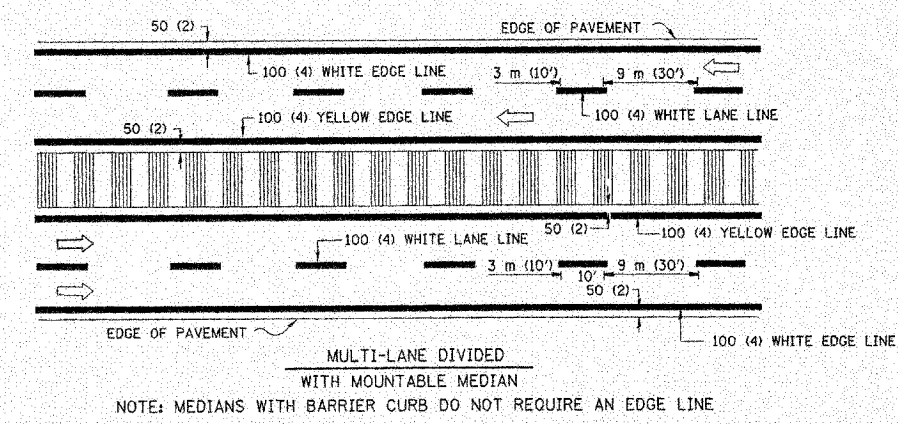 50 (2)
EDGE OF PAVEMENT
100 (4) WHITE EDGE LINE
3 m (10')
9 m (30')
100 (4) YELLOW EDGE LINE
100 (4) WHITE LANE LINE
50 (2)
50 (2)
100 (4) YELLOW EDGE LINE
100 (4) WHITE LANE LINE
3 m (10')
9 m (30')
10'
50 (2)
EDGE OF PAVEMENT
100 (4) WHITE EDGE LINE
MULTI-LANE DIVIDED
WITH MOUNTABLE MEDIAN
NOTE: MEDIANS WITH BARRIER CURB DO NOT REQUIRE AN EDGE LINE